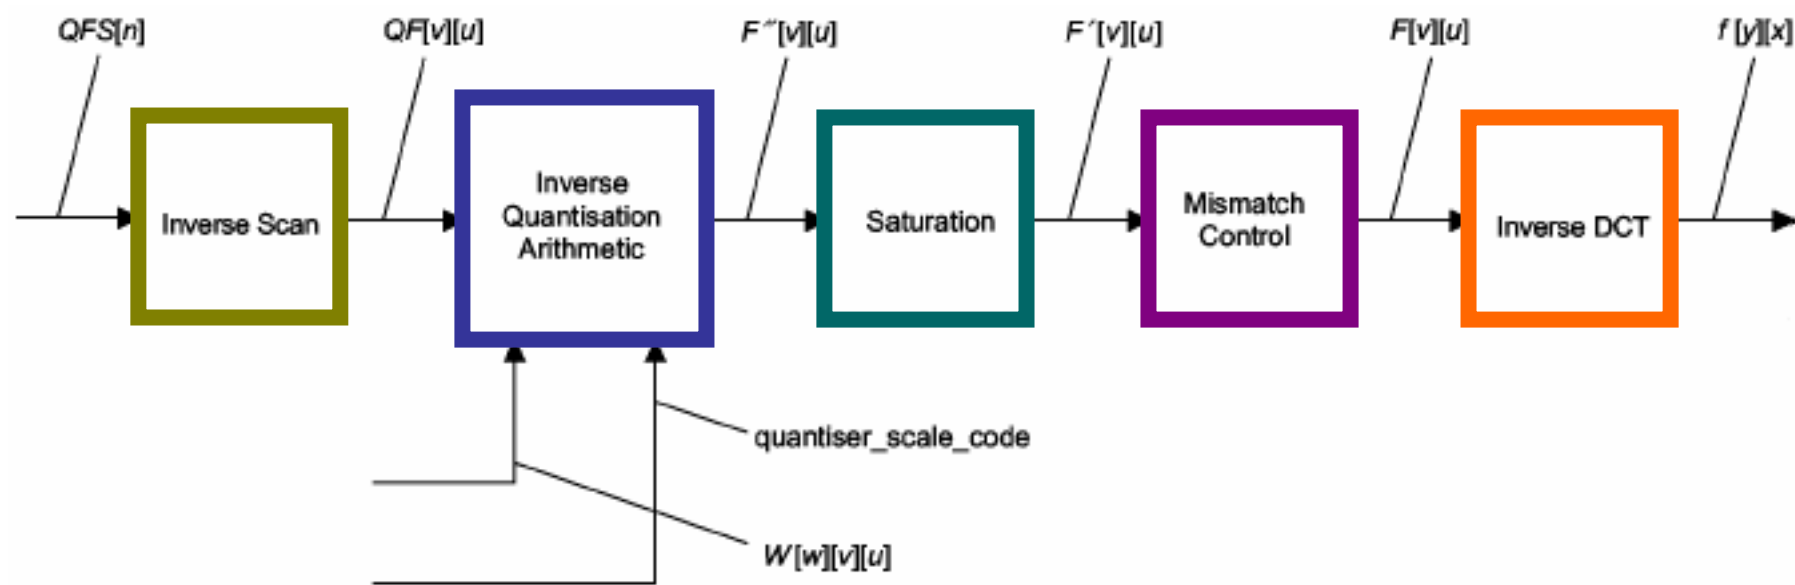 QFS[n]
QF[v][u]
F″[v][u]
F′[v][u]
F[v][u]
f[y][x]
Inverse Scan
Inverse
Quantisation
Arithmetic
Saturation
Mismatch
Control
Inverse DCT
quantiser_scale_code
W[w][v][u]